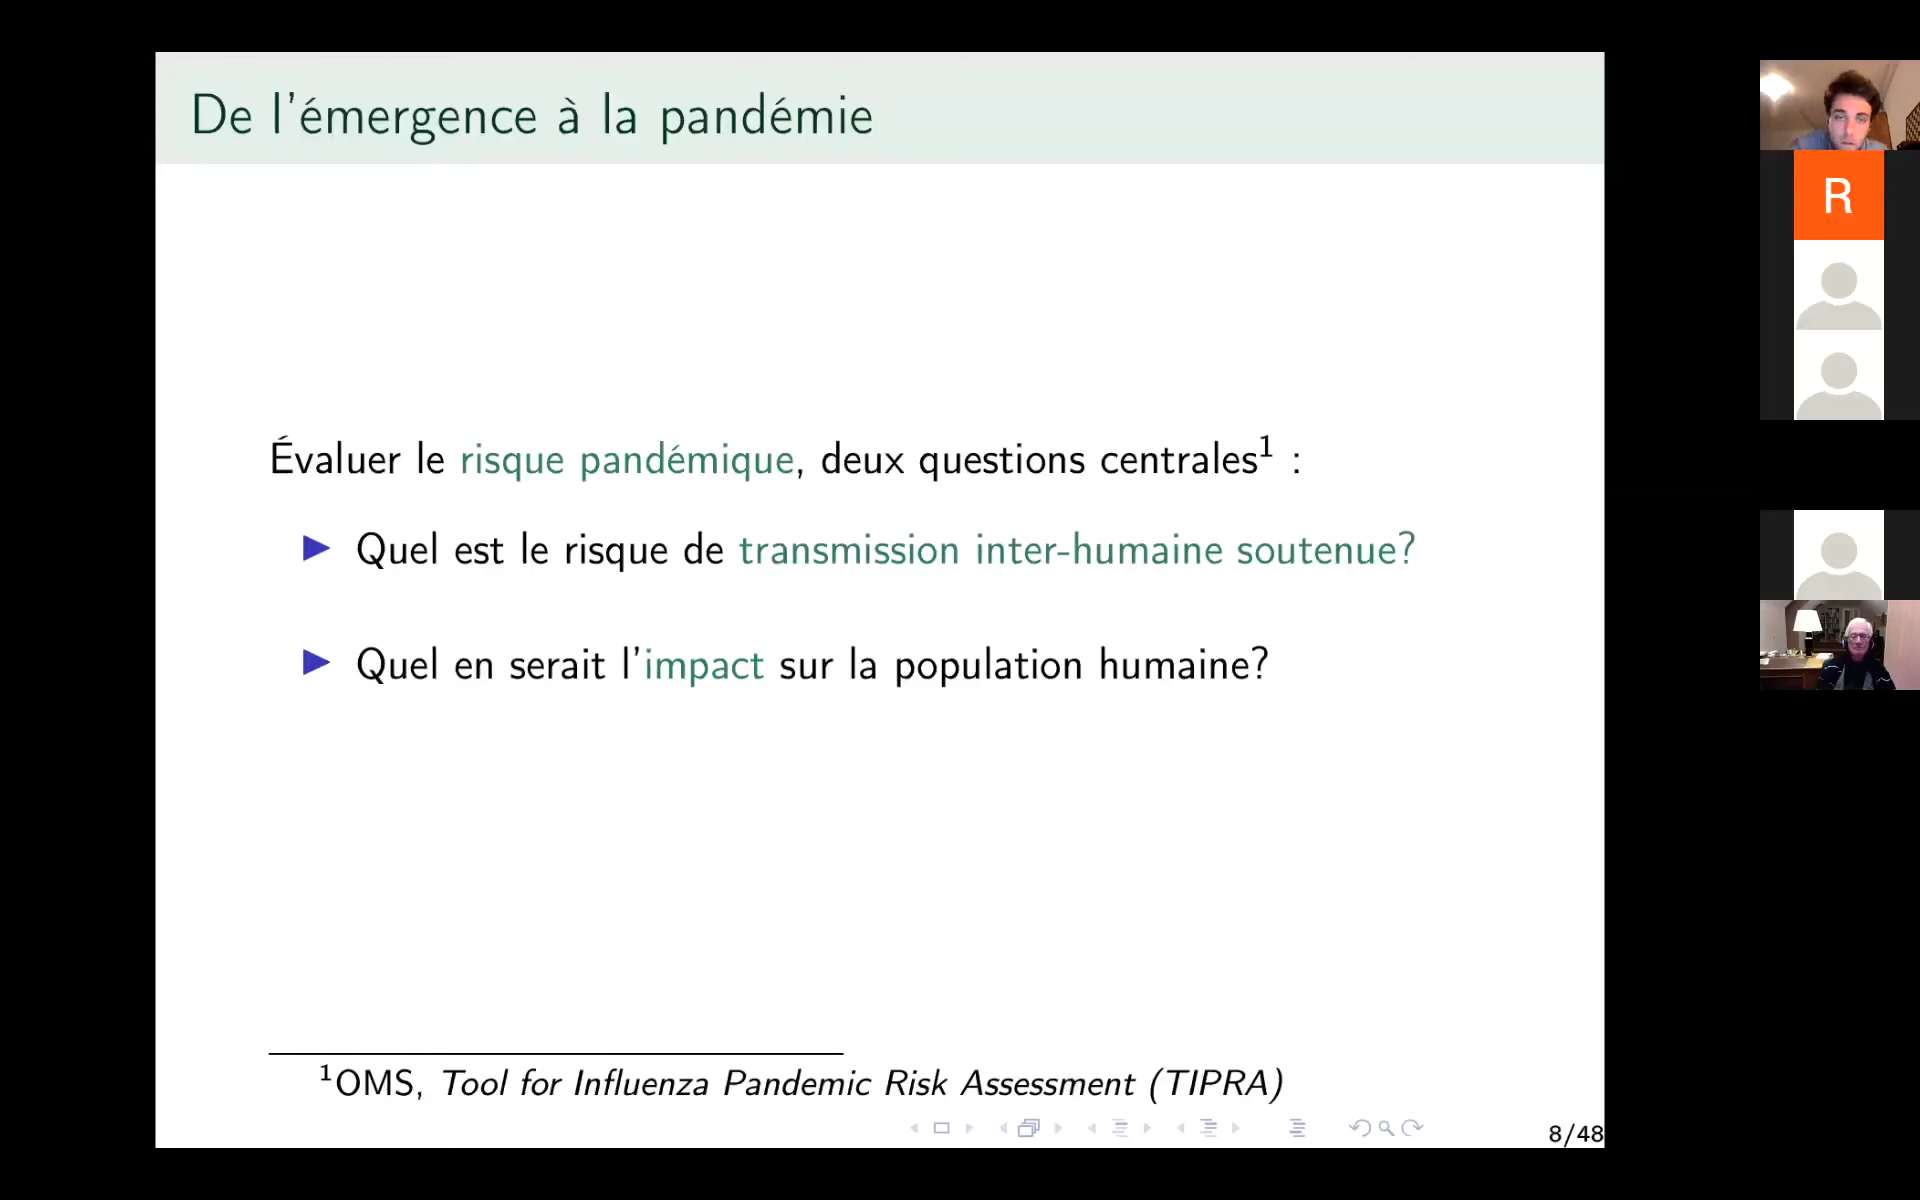 De l'émergence à la pandémie
R
Évaluer le risque pandémique, deux questions centrales¹ :
▶ Quel est le risque de transmission inter-humaine soutenue?
▶ Quel en serait l'impact sur la population humaine?
¹OMS, Tool for Influenza Pandemic Risk Assessment (TIPRA)
8/48